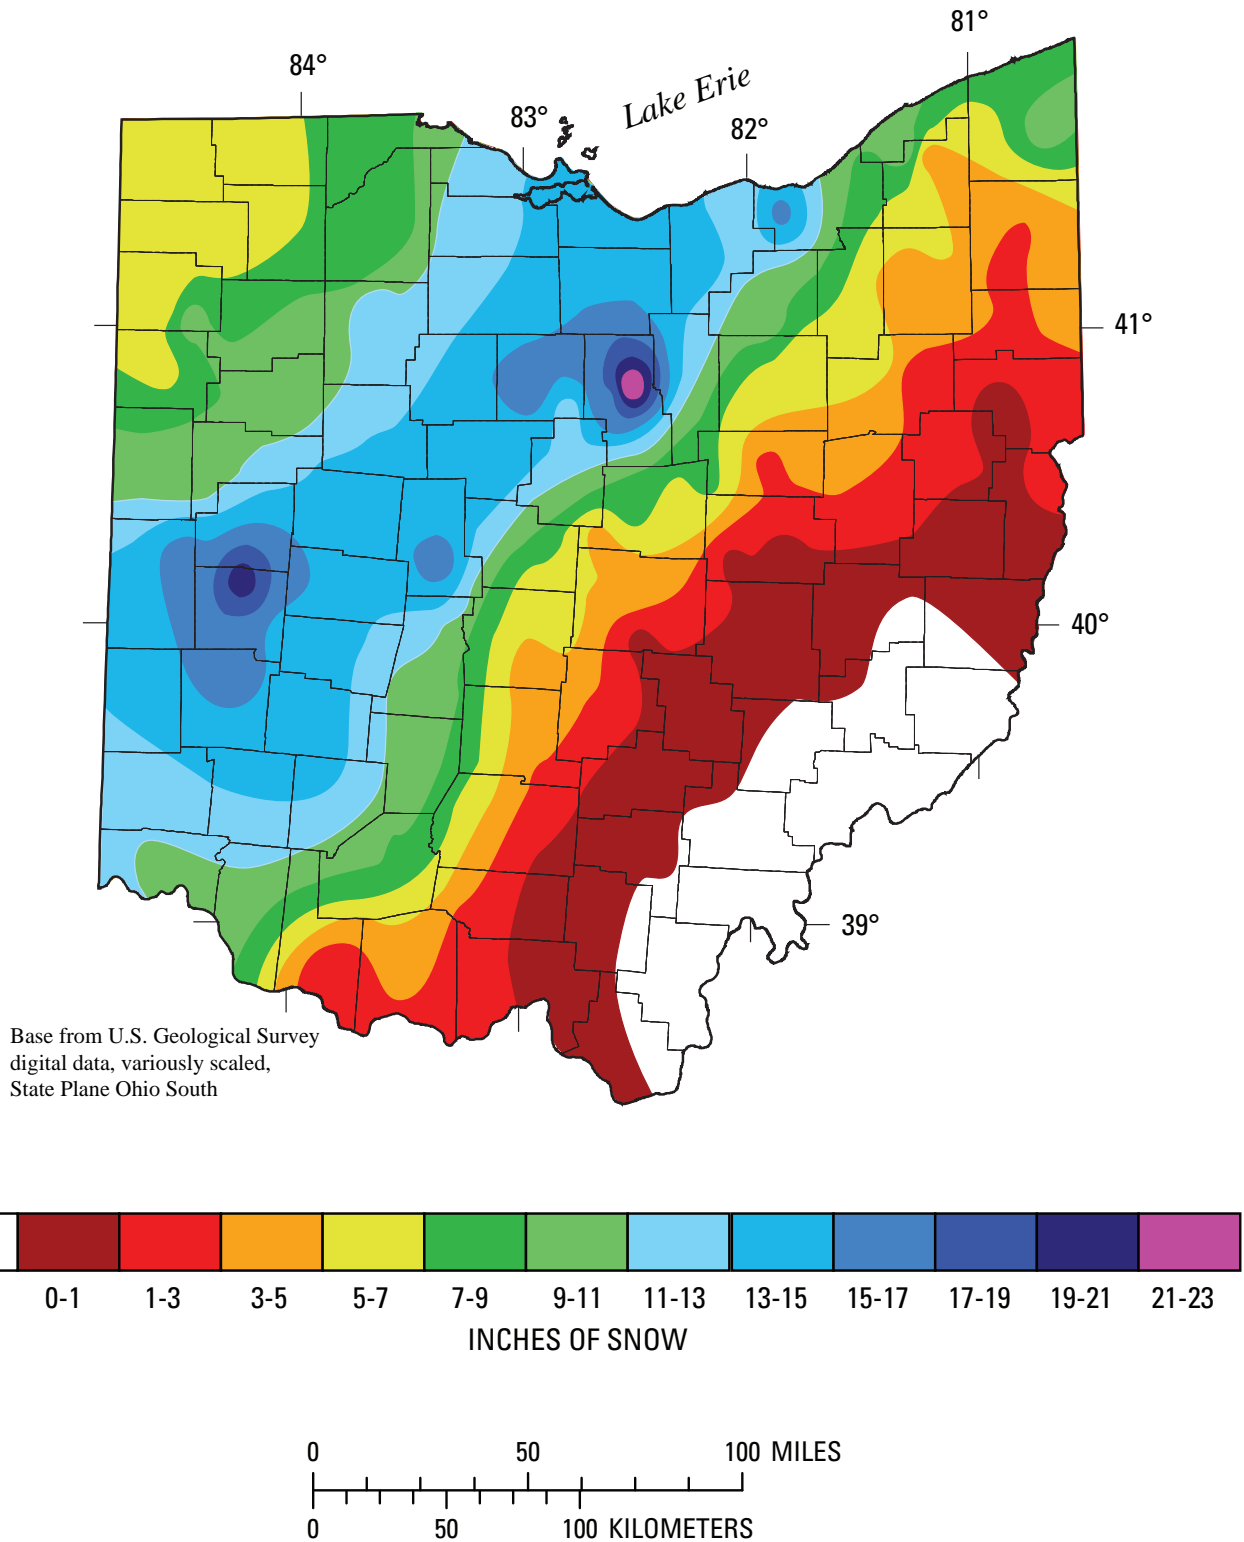 81°
84°
Lake Erie
83°
82°
41°
40°
39°
Base from U.S. Geological Survey
digital data, variously scaled,
State Plane Ohio South
0-1 1-3 3-5 5-7 7-9 9-11 11-13 13-15 15-17 17-19 19-21 21-23
INCHES OF SNOW
0 50 100 MILES
0 50 100 KILOMETERS